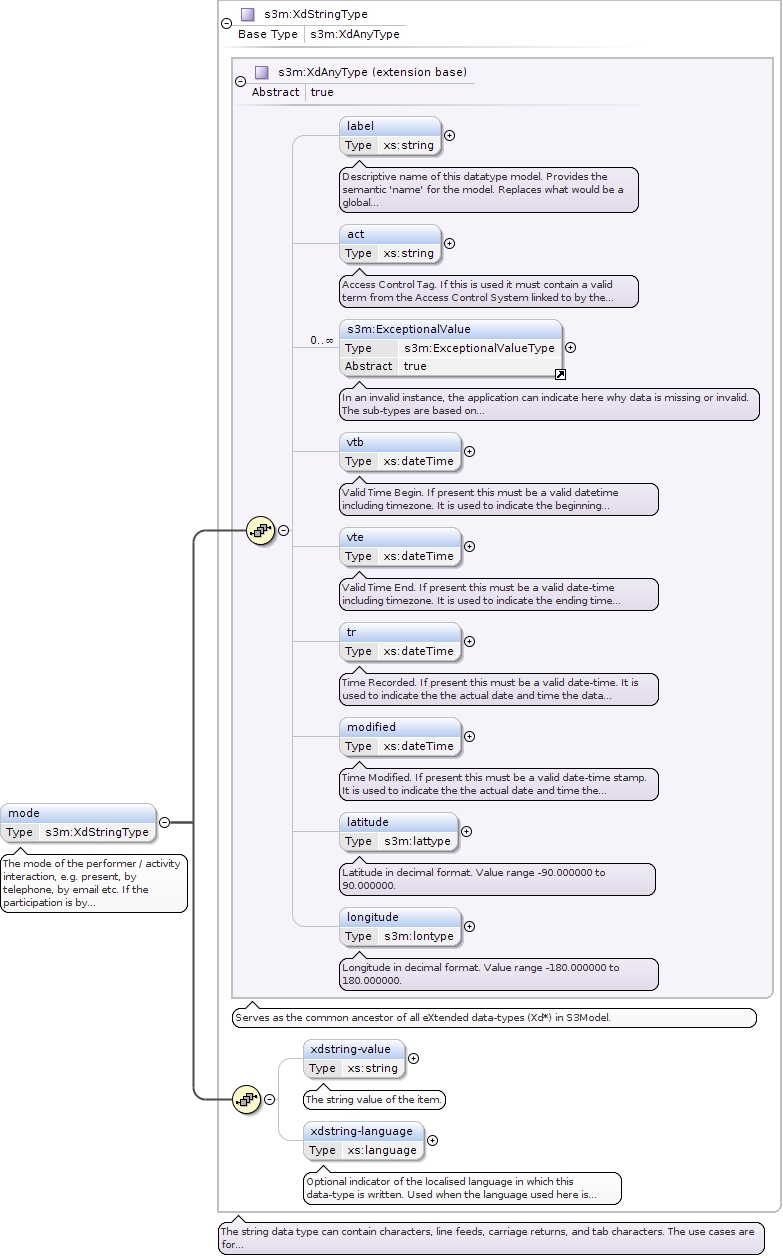 s3m:XdStringType
Base Type s3m:XdAnyType
s3m:XdAnyType (extension base)
Abstract true
label
Type xs:string
Descriptive name of this datatype model. Provides the
semantic 'name' for the model. Replaces what would be a
global...
act
Type xs:string
Access Control Tag. If this is used it must contain a valid
term from the Access Control System linked to by the...
0..∞
s3m:ExceptionalValue
Type s3m:ExceptionalValueType
Abstract true
In an invalid instance, the application can indicate here why data is missing or invalid.
The sub-types are based on...
vtb
Type xs:dateTime
Valid Time Begin. If present this must be a valid datetime
including timezone. It is used to indicate the beginning...
vte
Type xs:dateTime
Valid Time End. If present this must be a valid date-time
including timezone. It is used to indicate the ending time...
tr
Type xs:dateTime
Time Recorded. If present this must be a valid date-time. It is
used to indicate the the actual date and time the data...
modified
Type xs:dateTime
Time Modified. If present this must be a valid date-time stamp.
It is used to indicate the the actual date and time the...
mode
Type s3m:XdStringType
The mode of the performer / activity
interaction, e.g. present, by
telephone, by email etc. If the
participation is by...
latitude
Type s3m:lattype
Latitude in decimal format. Value range -90.000000 to
90.000000.
longitude
Type s3m:lontype
Longitude in decimal format. Value range -180.000000 to
180.000000.
Serves as the common ancestor of all eXtended data-types (Xd*) in S3Model.
xdstring-value
Type xs:string
The string value of the item.
xdstring-language
Type xs:language
Optional indicator of the localised language in which this
data-type is written. Used when the language used here is...
The string data type can contain characters, line feeds, carriage returns, and tab characters. The use cases are
for...